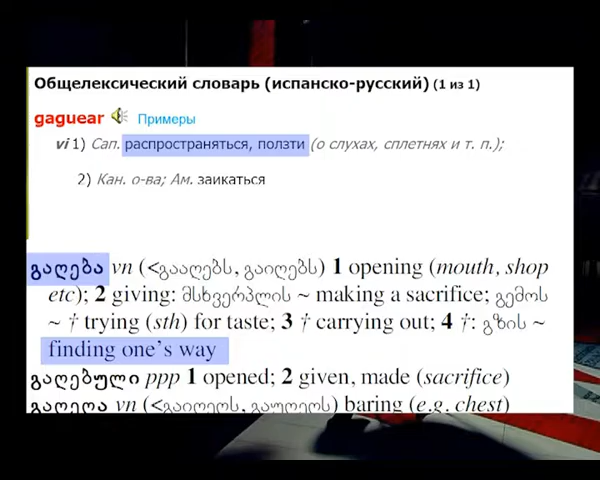 Общелексический словарь (испанско-русский) (1 из 1)
gaguear Примеры
vi 1) Сап. распространяться, ползти (о слухах, сплетнях и т. п.);
2) Кан. о-ва; Ам. заикаться
გაღება vn (<გააღებს, გაიღებს) 1 opening (mouth, shop
etc); 2 giving: მსხვერპლის ~ making a sacrifice; გემოს
~ † trying (sth) for taste; 3 † carrying out; 4 †: გზის ~
finding one's way
გაღებული ppp 1 opened; 2 given, made (sacrifice)
გაღეღა vn (<გაიღეღს, გაუღეღს) baring (e.g. chest)